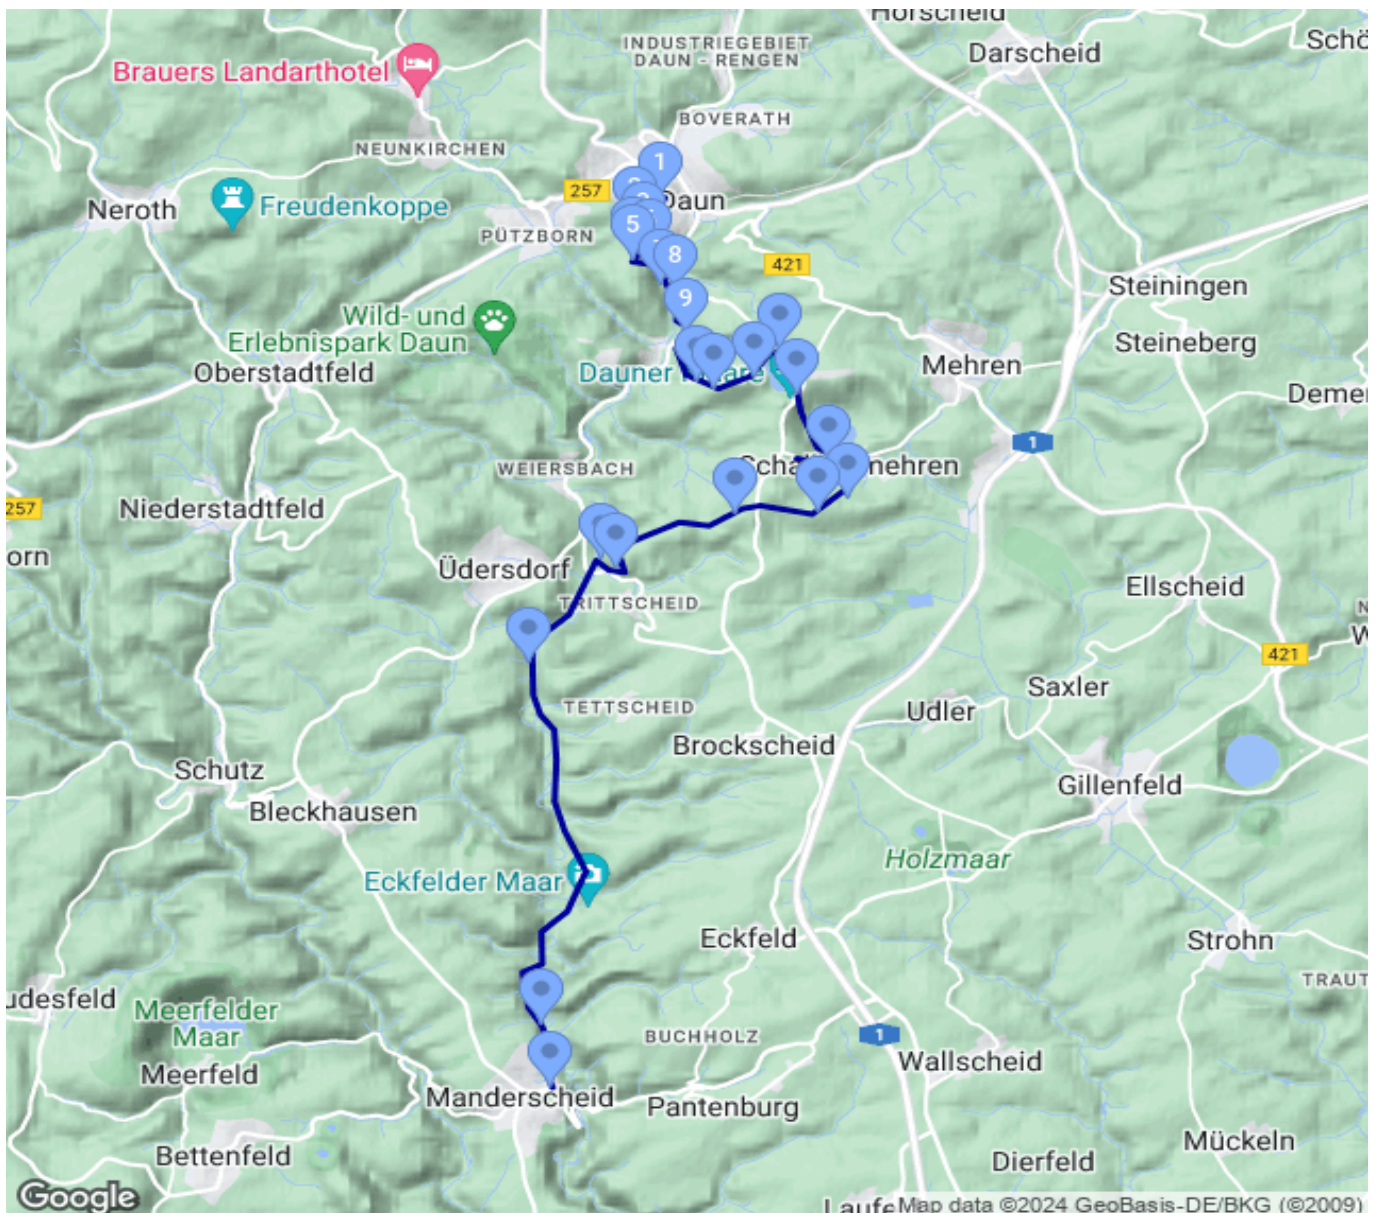 Horscheid
INDUSTRIEGEBIET
DAUN - RENGEN
Darscheid
Schö
Brauers Landarthotel
BOVERATH
NEUNKIRCHEN
1
257
Daun
Neroth
Freudenkoppe
5
PÜTZBORN
8
421
Steiningen
9
Wild- und
Erlebnispark Daun
Steineberg
Oberstadtfeld
Dauner
Mehren
Demer
1
WEIERSBACH
257
Niederstadtfeld
orn
Üdersdorf
Ellscheid
TRITTSCHEID
N
W
421
Saxler
TETTSCHEID
Udler
Brockscheid
Schutz
Gillenfeld
Bleckhausen
Holzmaar
Eckfelder Maar
Eckfeld
Strohn
TRAUT
udesfeld
Meerfelder
Maar
BUCHHOLZ
1
Wallscheid
Meerfeld
Manderscheid
Pantenburg
Mückeln
Bettenfeld
Dierfeld
Google
Laufe
Map data ©2024 GeoBasis-DE/BKG (©2009)